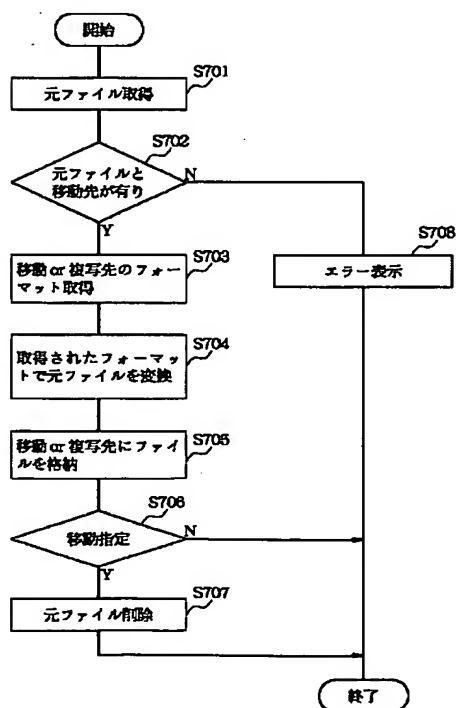 開始
S701
元ファイル取得
S702
元ファイルと
移動先が有り
N
Y
S703
移動or複写先のフォー
マット取得
S708
エラー表示
S704
取得されたフォーマッ
トで元ファイルを変換
S705
移動or複写先にファイ
ルを格納
S706
移動指定
N
Y
S707
元ファイル削除
終了